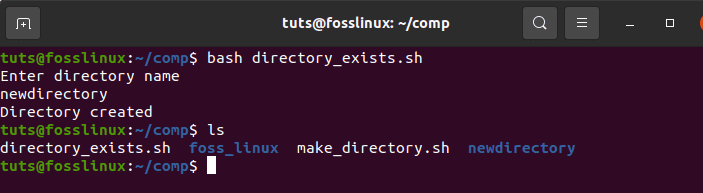 tuts@fosslinux: ~/comp
tuts@fosslinux:~/comp$ bash directory_exists.sh
Enter directory name
newdirectory
Directory created
tuts@fosslinux:~/comp$ ls
directory_exists.sh  foss_linux  make_directory.sh  newdirectory
tuts@fosslinux:~/comp$